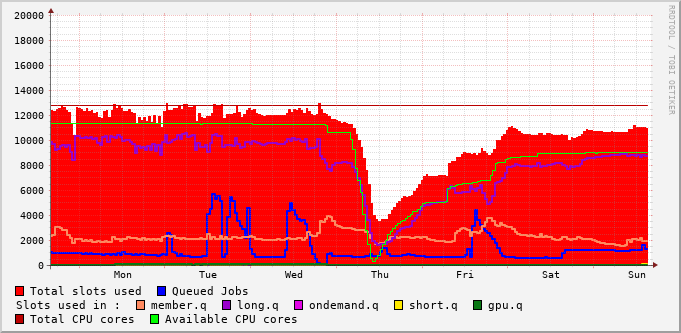 RRDTOOL / TOBI OETIKER
20000
18000
16000
14000
12000
10000
8000
6000
4000
2000
0
Mon Tue Wed Thu Fri Sat Sun
Total slots used Queued Jobs
Slots used in : member.q long.q ondemand.q short.q gpu.q
Total CPU cores Available CPU cores